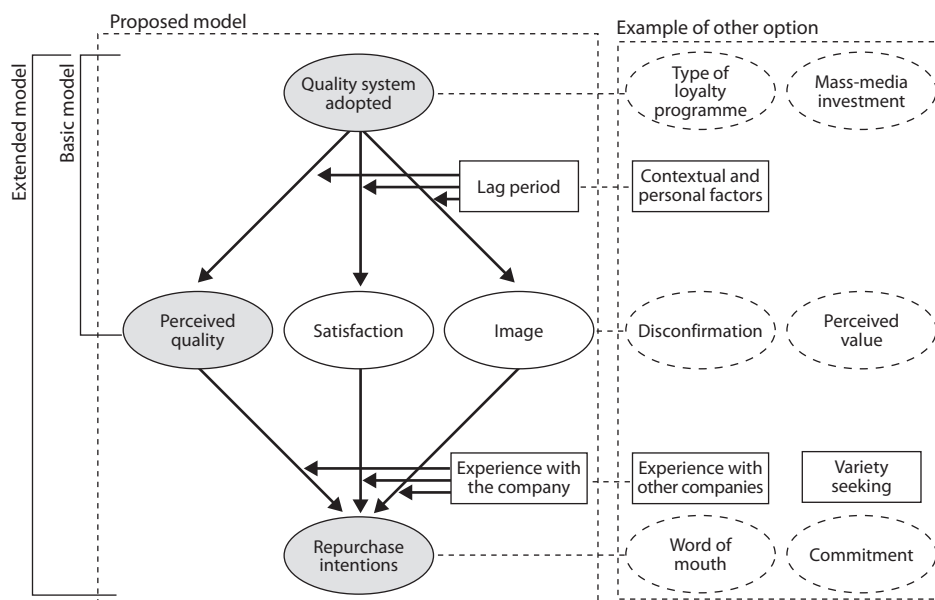 Proposed model
Example of other option
Extended model
Basic model
Quality system
adopted
Type of
loyalty
programme
Mass-media
investment
Lag period
Contextual and
personal factors
Perceived
quality
Satisfaction
Image
Disconfirmation
Perceived
value
Experience with
the company
Experience with
other companies
Variety
seeking
Repurchase
intentions
Word of
mouth
Commitment